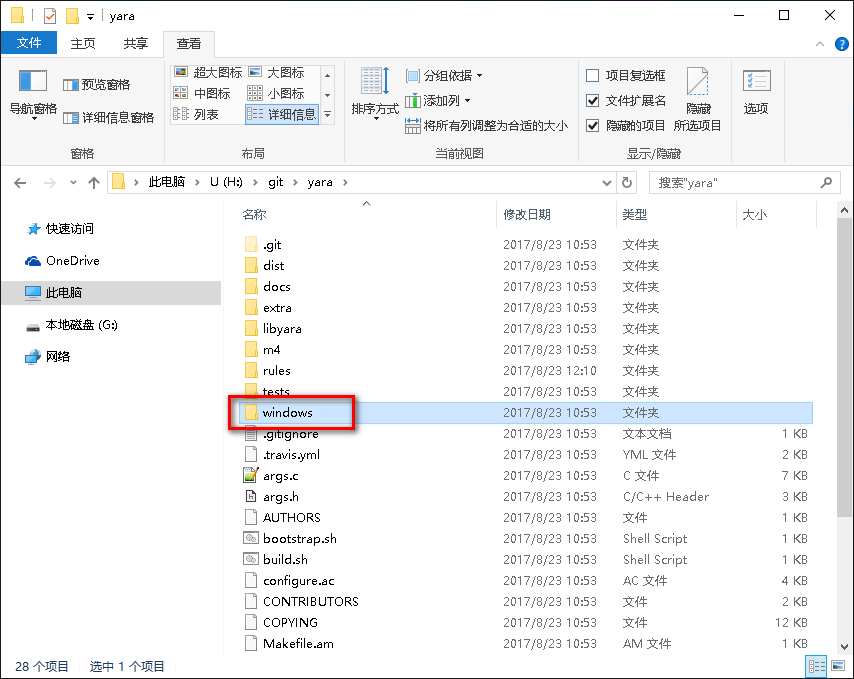 yara
文件 主页 共享 查看
导航窗格 预览窗格 详细信息窗格
窗格
超大图标 大图标
中图标 小图标
列表 详细信息
布局
排序方式 分组依据
添加列
将所有列调整为合适的大小
当前视图
项目复选框
文件扩展名
隐藏的项目
隐藏
所选项目
显示/隐藏
选项
此电脑 U (H:) git yara
搜索"yara"
快速访问
OneDrive
此电脑
本地磁盘 (G:)
网络
名称 修改日期 类型 大小
.git 2017/8/23 10:53 文件夹
dist 2017/8/23 10:53 文件夹
docs 2017/8/23 10:53 文件夹
extra 2017/8/23 10:53 文件夹
libyara 2017/8/23 10:53 文件夹
m4 2017/8/23 10:53 文件夹
rules 2017/8/23 12:10 文件夹
tests 2017/8/23 10:53 文件夹
windows 2017/8/23 10:53 文件夹
.gitignore 2017/8/23 10:53 文本文档 1 KB
.travis.yml 2017/8/23 10:53 YML 文件 2 KB
args.c 2017/8/23 10:53 C 文件 7 KB
args.h 2017/8/23 10:53 C/C++ Header 3 KB
AUTHORS 2017/8/23 10:53 文件 1 KB
bootstrap.sh 2017/8/23 10:53 Shell Script 1 KB
build.sh 2017/8/23 10:53 Shell Script 1 KB
configure.ac 2017/8/23 10:53 AC 文件 4 KB
CONTRIBUTORS 2017/8/23 10:53 文件 2 KB
COPYING 2017/8/23 10:53 文件 12 KB
Makefile.am 2017/8/23 10:53 AM 文件 1 KB
28 个项目 选中 1 个项目